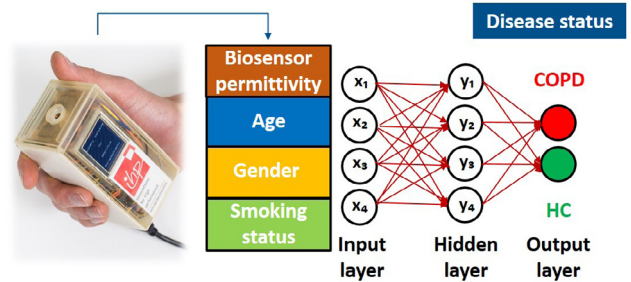 Disease status
Biosensor
permittivity
Age
Gender
Smoking
status
x1
x2
x3
x4
y1
y2
y3
y4
COPD
HC
Input
layer
Hidden
layer
Output
layer
ihp